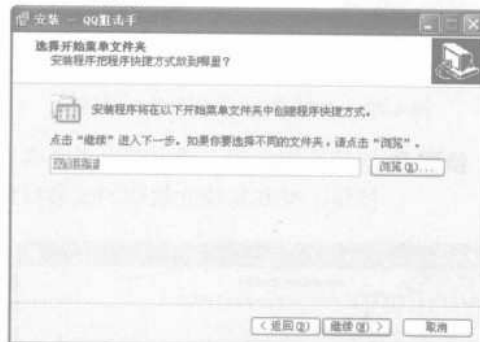 安装 - QQ狙击手
选择开始菜单文件夹
安装程序把程序快捷方式放到哪里？
安装程序将在以下开始菜单文件夹中创建程序快捷方式。
点击“继续”进入下一步。如果你要选择不同的文件夹，请点击“浏览”。
浏览(R)...
< 返回(B)
继续(N) >
取消